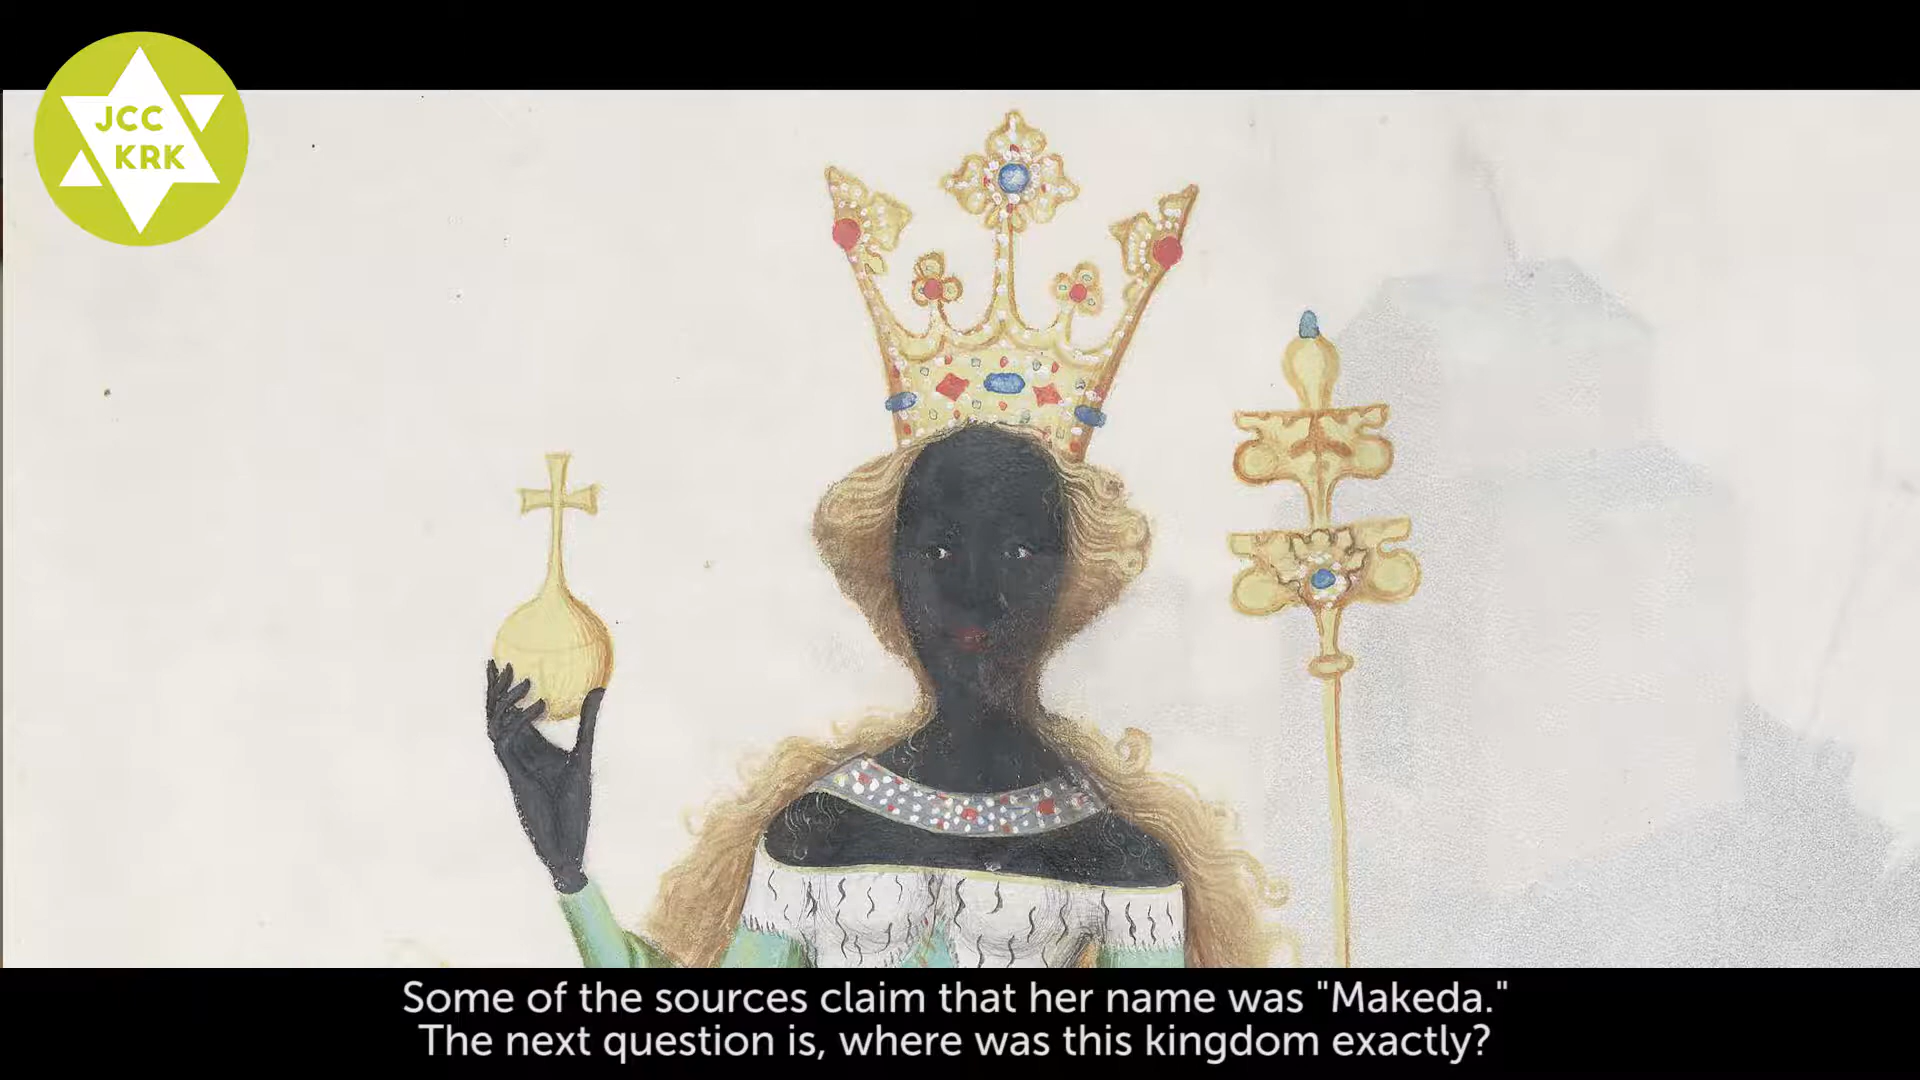 JCC
KRK
Some of the sources claim that her name was "Makeda."
The next question is, where was this kingdom exactly?